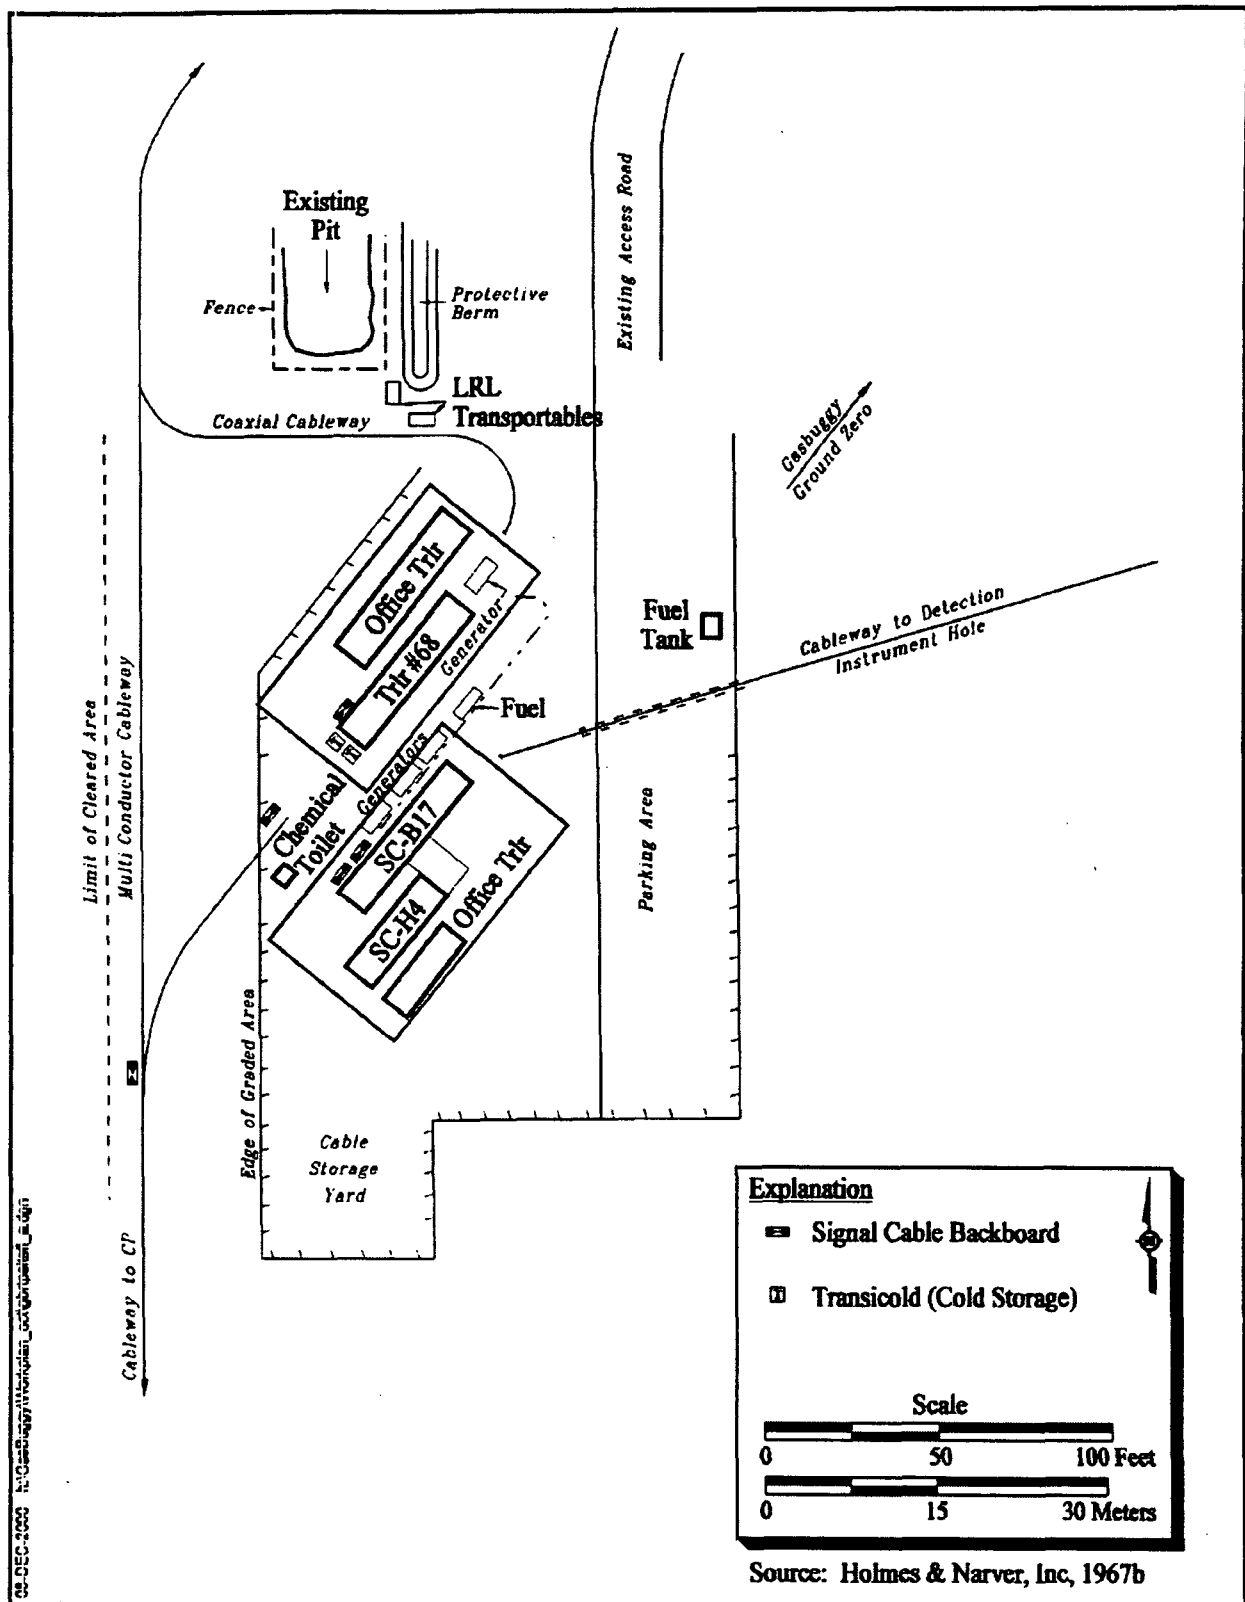 Existing
Pit
Existing Access Road
Fence
Protective
Berm
LRL
Transportables
Coaxial Cableway
Gasbuggy
Ground Zero
Office Trlr
Trlr #68
Generator
Fuel
Tank
Cableway to Detection
Instrument Hole
Fuel
Limit of Cleared Area
Multi Conductor Cableway
Generators
Chemical
Toilet
SC-B17
SC-H4
Office Trlr
Parking Area
Edge of Graded Area
Cable
Storage
Yard
Cableway to CP
Explanation
Signal Cable Backboard
Transicold (Cold Storage)
Scale
0 50 100 Feet
0 15 30 Meters
Source: Holmes & Narver, Inc, 1967b